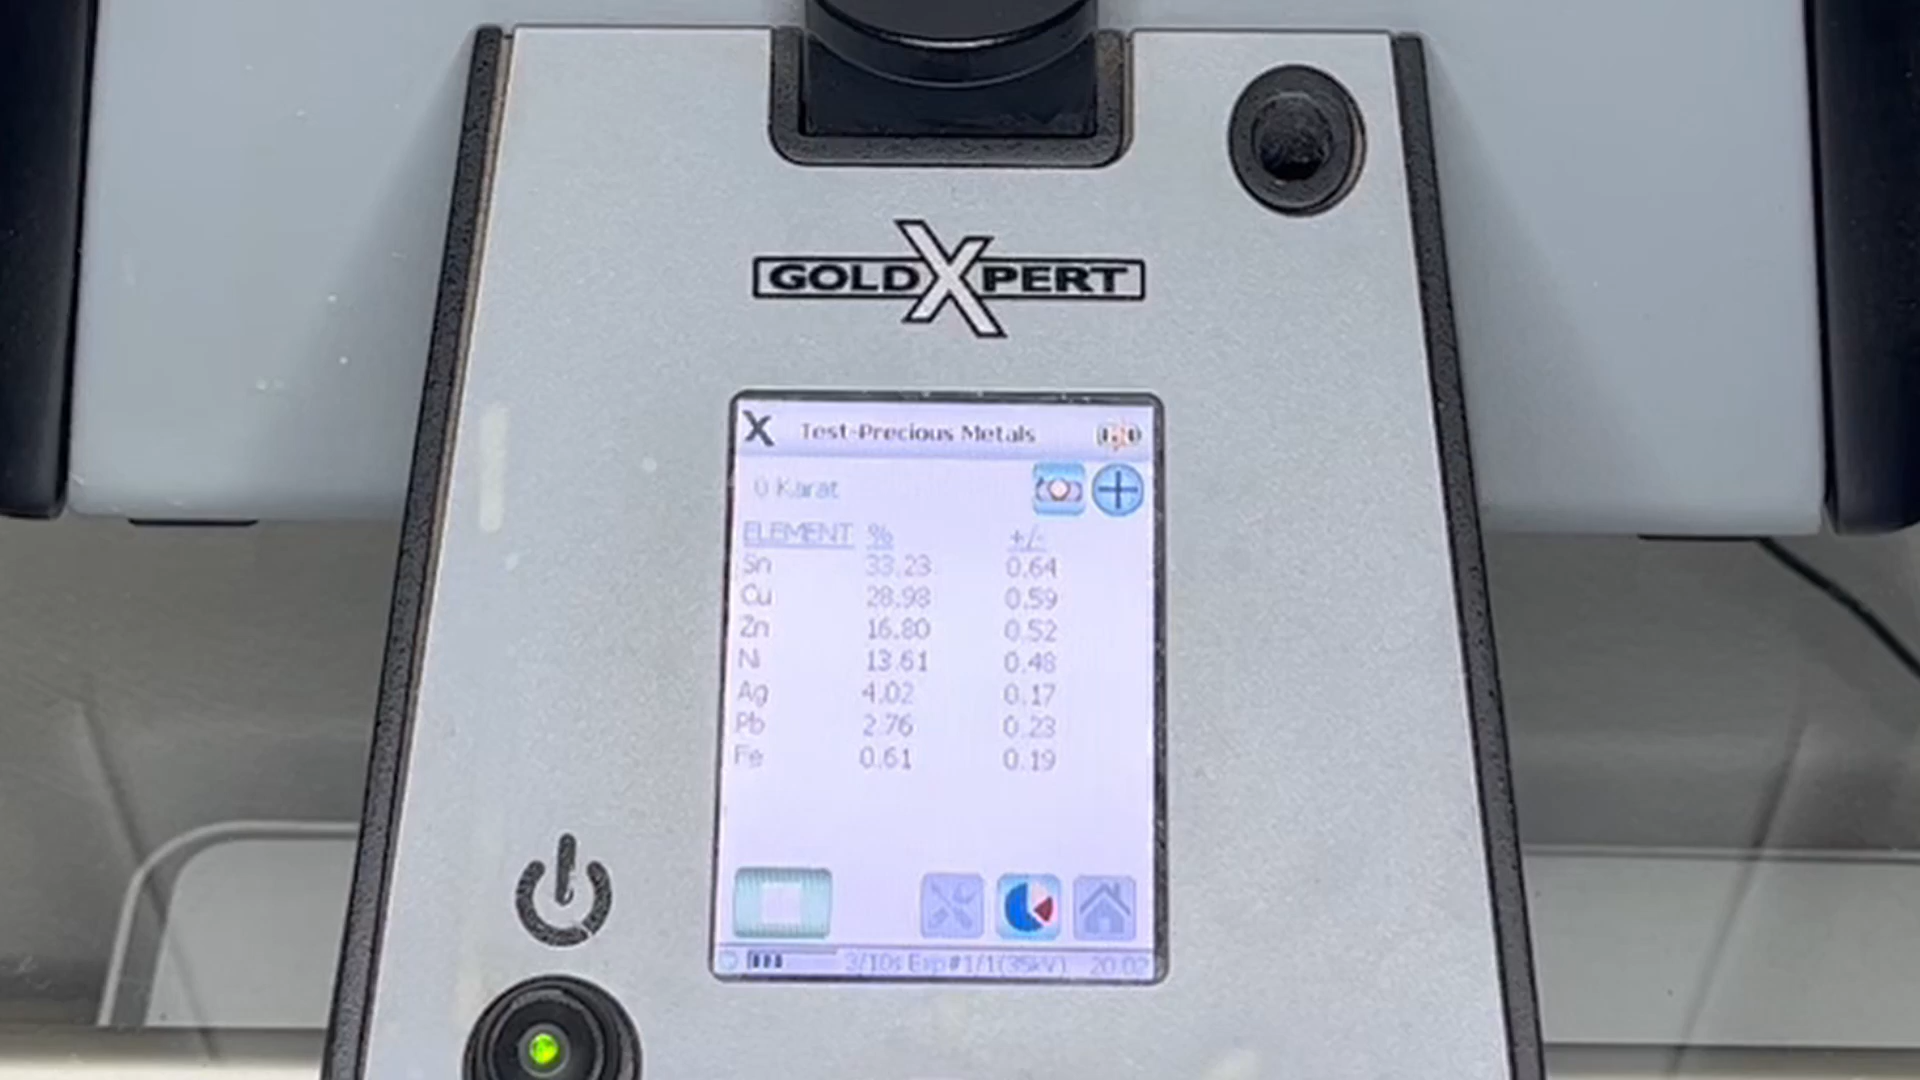 GOLDXPERT
X Test-Precious Metals
0 Karat
ELEMENT % +/-
Sn 33.23 0.64
Cu 28.98 0.59
Zn 16.80 0.52
Ni 13.61 0.48
Ag 4.02 0.17
Pb 2.76 0.23
Fe 0.61 0.19
3/10s Exp#1/1(35kV) 20:02